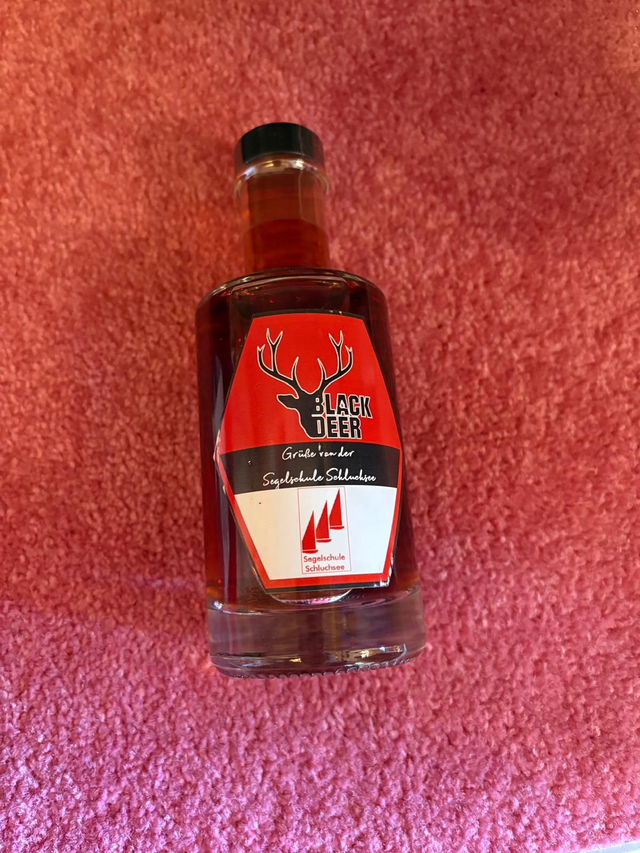 BLACK
DEER
Grüße von der
Segelschule Schluchsee
Segelschule
Schluchsee